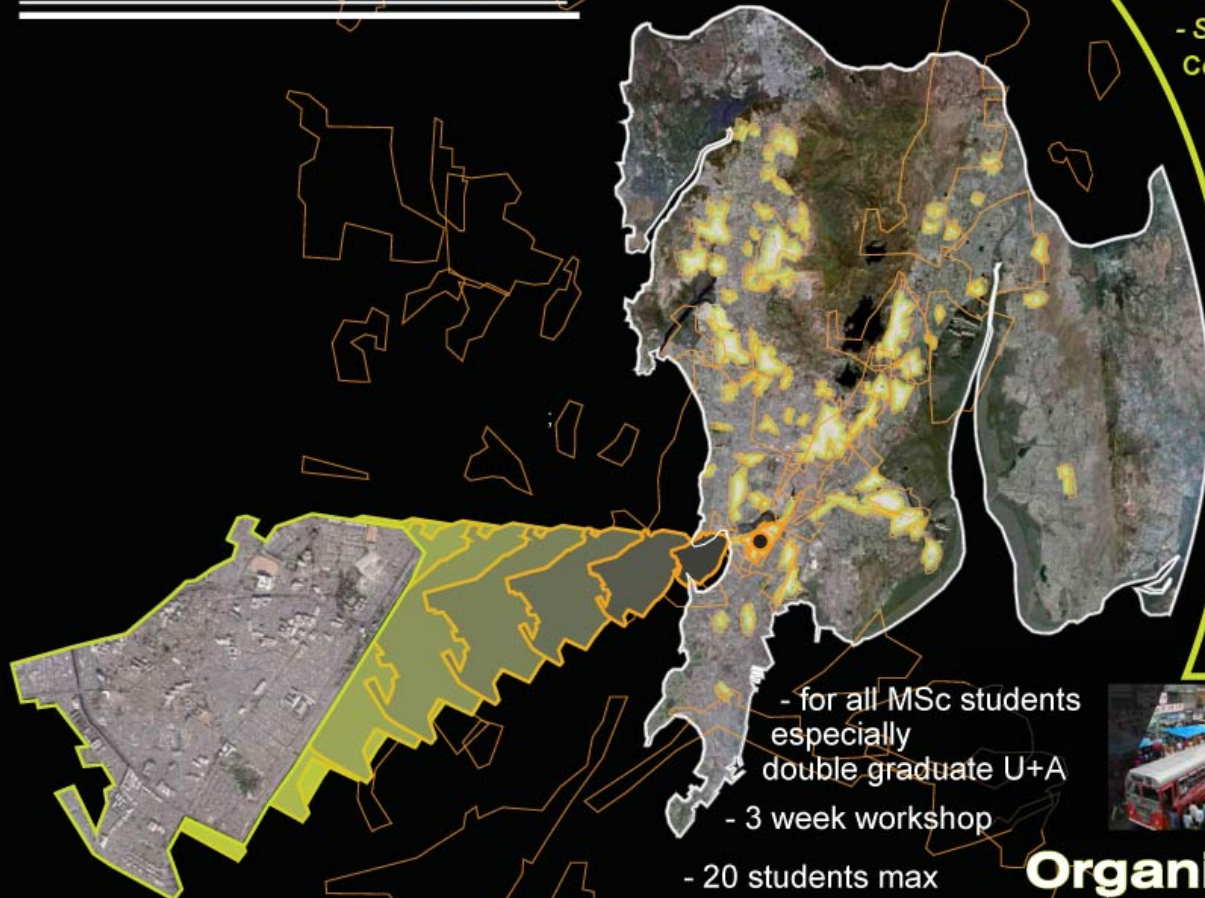 - for all MSc students
especially
double graduate U+A
- 3 week workshop
- 20 students max